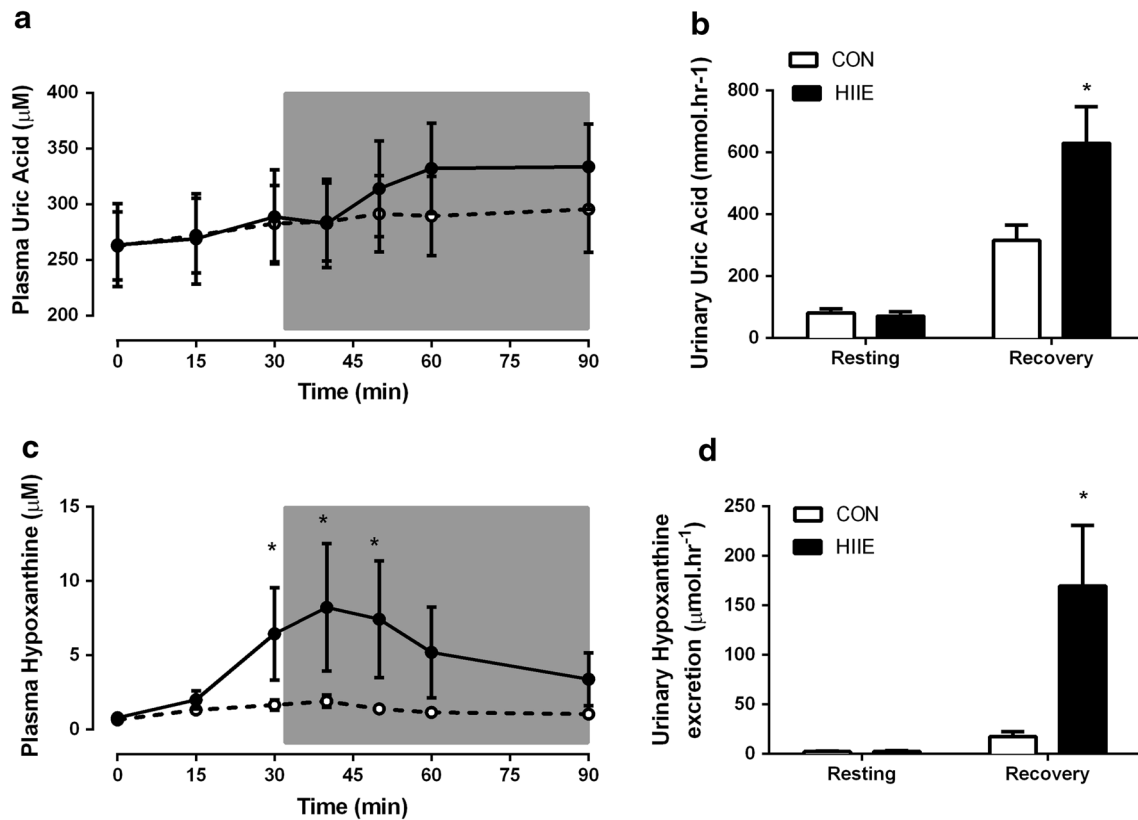 a
Plasma Uric Acid (µM)
400
350
300
250
200
0 15 30 45 60 75 90
Time (min)
b
CON
HIIE
Urinary Uric Acid (mmol.hr-1)
800
600
400
200
0
*
Resting Recovery
c
Plasma Hypoxanthine (µM)
15
10
5
0
* * *
0 15 30 45 60 75 90
Time (min)
d
CON
HIIE
Urinary Hypoxanthine
excretion (µmol.hr⁻¹)
250
200
150
100
50
0
*
Resting Recovery